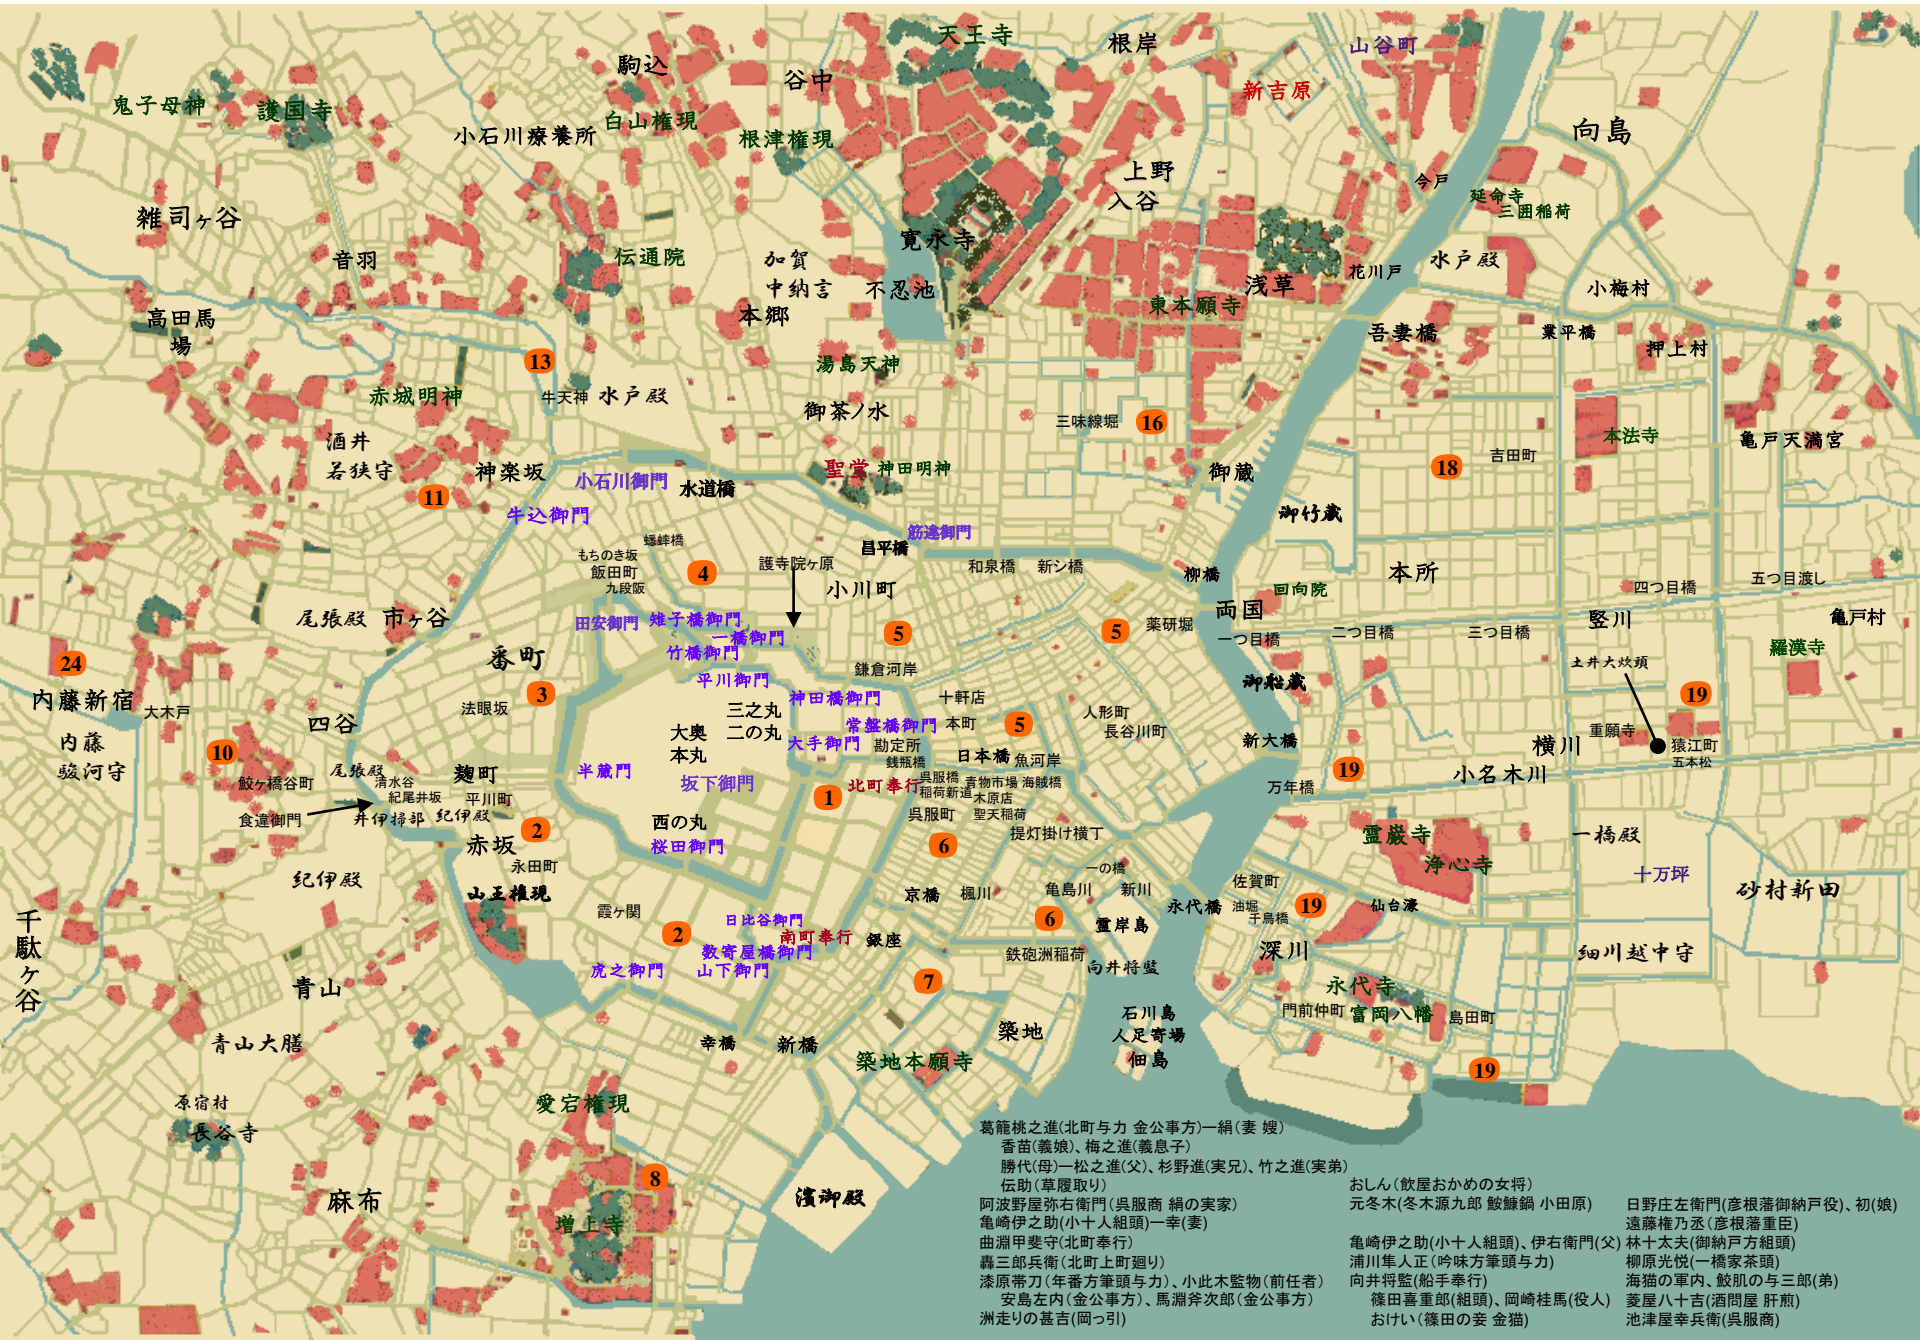 天王寺
根岸
山谷町
駒込
谷中
新吉原
鬼子母神
護国寺
白山権現
小石川療養所
根津権現
向島
上野
入谷
今戸
延命寺
三囲稲荷
雑司ヶ谷
音羽
伝通院
加賀
中納言
寛永寺
不忍池
本郷
浅草
花川戸
水戸殿
東本願寺
小梅村
高田馬
場
吾妻橋
業平橋
押上村
13
湯島天神
赤城明神
牛天神
水戸殿
御茶ノ水
三味線堀
16
本法寺
亀戸天満宮
酒井
若狭守
神楽坂
11
小石川御門
水道橋
聖堂
神田明神
御蔵
18
吉田町
牛込御門
御竹蔵
筋違御門
昌平橋
蟋蟀橋
もちのき坂
飯田町
九段阪
4
護寺院ヶ原
小川町
和泉橋
新シ橋
柳橋
本所
回向院
四つ目橋
五つ目渡し
尾張殿
市ヶ谷
田安御門
雉子橋御門
一橋御門
竹橋御門
5
5
薬研堀
両国
一つ目橋
二つ目橋
三つ目橋
竪川
亀戸村
羅漢寺
24
番町
3
平川御門
鎌倉河岸
土井大炊頭
御船蔵
19
内藤新宿
大木戸
四谷
法眼坂
三之丸
二の丸
大奥
本丸
神田橋御門
常盤橋御門
大手御門
勘定所
銭瓶橋
十軒店
本町
5
人形町
長谷川町
日本橋
魚河岸
新大橋
横川
重願寺
猿江町
五本松
内藤
駿河守
10
鮫ヶ橋谷町
尾張殿
清水谷
紀尾井坂
麹町
平川町
半蔵門
坂下御門
1
北町奉行
呉服橋
稲荷新道
青物市場
海賊橋
木原店
聖天稲荷
呉服町
万年橋
19
小名木川
食違御門
井伊掃部
紀伊殿
2
赤坂
永田町
西の丸
桜田御門
6
提灯掛け横丁
霊巌寺
浄心寺
一橋殿
十万坪
砂村新田
紀伊殿
山王権現
霞ヶ関
2
日比谷御門
南町奉行
数寄屋橋御門
虎之御門
山下御門
銀座
京橋
楓川
一の橋
亀島川
新川
6
霊岸島
永代橋
佐賀町
油堀
千鳥橋
19
仙台濠
千駄ヶ谷
青山
鉄砲洲稲荷
向井将監
深川
細川越中守
7
永代寺
門前仲町
富岡八幡
島田町
青山大膳
幸橋
新橋
築地
築地本願寺
石川島
人足寄場
佃島
19
原宿村
長谷寺
愛宕権現
麻布
8
増上寺
濱御殿
葛籠桃之進(北町与力 金公事方)―絹(妻 嫂)
香苗(義娘)、梅之進(義息子)
勝代(母)―松之進(父)、杉野進(実兄)、竹之進(実弟)
伝助(草履取り)
阿波野屋弥右衛門(呉服商 絹の実家)
亀崎伊之助(小十人組頭)―幸(妻)
曲淵甲斐守(北町奉行)
轟三郎兵衛(北町上町廻り)
漆原帯刀(年番方筆頭与力)、小此木監物(前任者)
安島左内(金公事方)、馬淵斧次郎(金公事方)
洲走りの甚吉(岡っ引)
おしん(飲屋おかめの女将)
元冬木(冬木源九郎 鮟鱇鍋 小田原)
亀崎伊之助(小十人組頭)、伊右衛門(父)
浦川隼人正(吟味方筆頭与力)
向井将監(船手奉行)
篠田喜重郎(組頭)、岡崎桂馬(役人)
おけい(篠田の妾 金猫)
日野庄左衛門(彦根藩御納戸役)、初(娘)
遠藤権乃丞(彦根藩重臣)
林十太夫(御納戸方組頭)
柳原光悦(一橋家茶頭)
海猫の軍内、鮫肌の与三郎(弟)
菱屋八十吉(酒問屋 肝煎)
池津屋幸兵衛(呉服商)